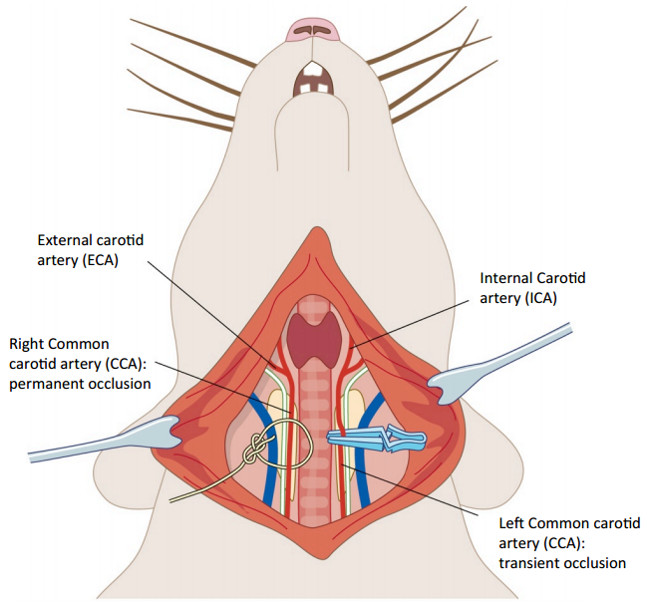 External carotid
artery (ECA)
Internal Carotid
artery (ICA)
Right Common
carotid artery (CCA):
permanent occlusion
Left Common carotid
artery (CCA):
transient occlusion